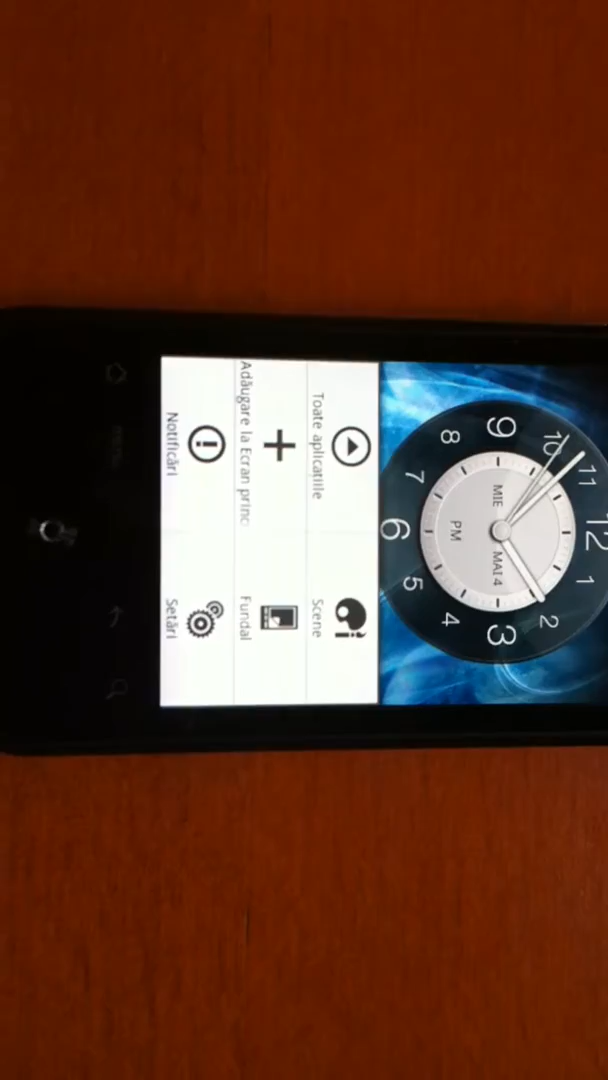 12
11
1
10
2
9
MIE
MAI 4
3
PM
8
4
7
5
6
Toate aplicațiile
Scene
Adăugare la Ecran princ
Fundal
Notificări
Setări